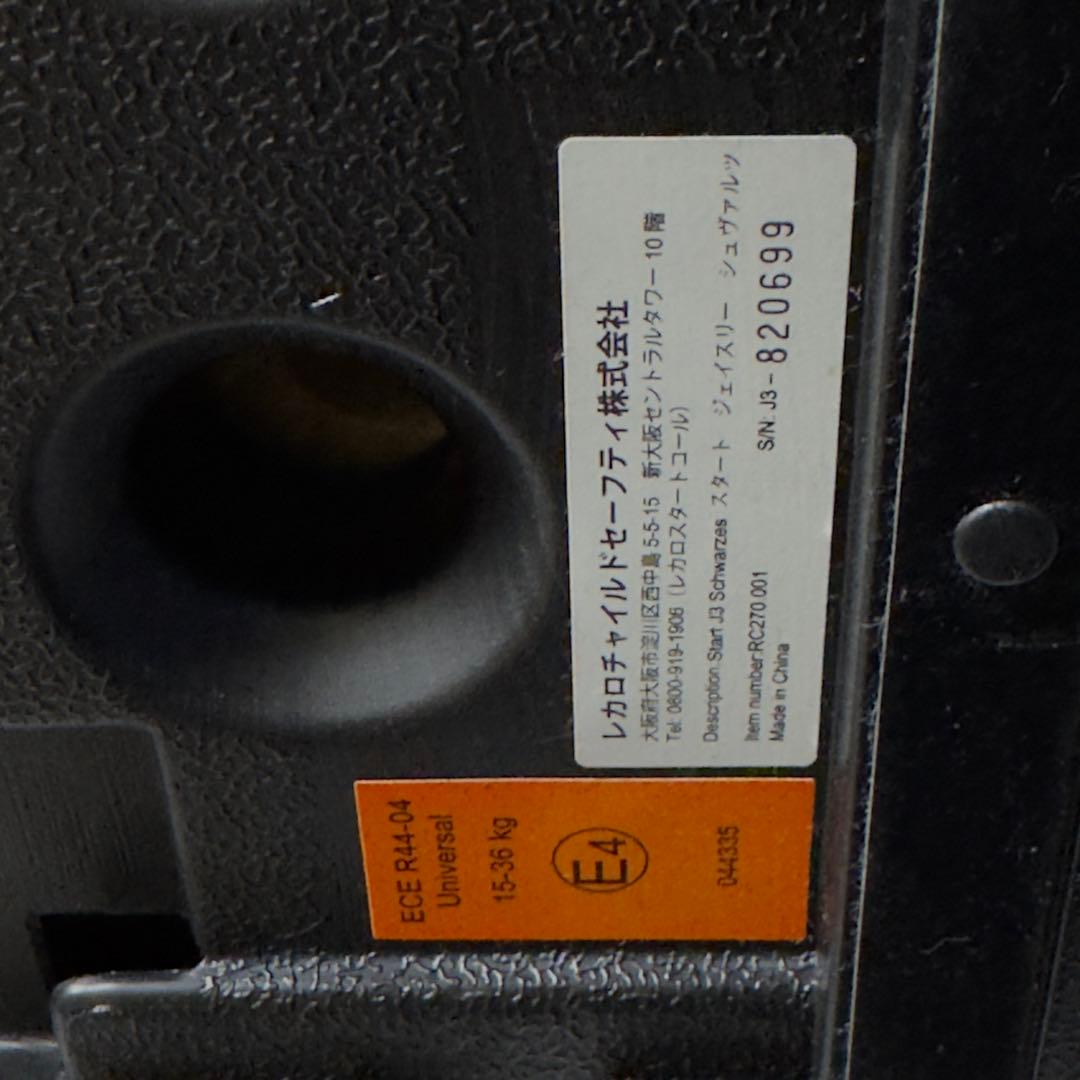 レカロチャイルドセーフティ株式会社
大阪府大阪市淀川区西中島 5-5-15 新大阪セントラルタワー 10 階
Tel: 0800-919-1906（レカロスタートコール）
Description:Start J3 Schwarzes スタート ジェイスリー シュヴァルツ
Item number:RC270.001 S/N: J3-820699
Made in China
ECE R44-04
Universal
15-36 kg
E4
044335